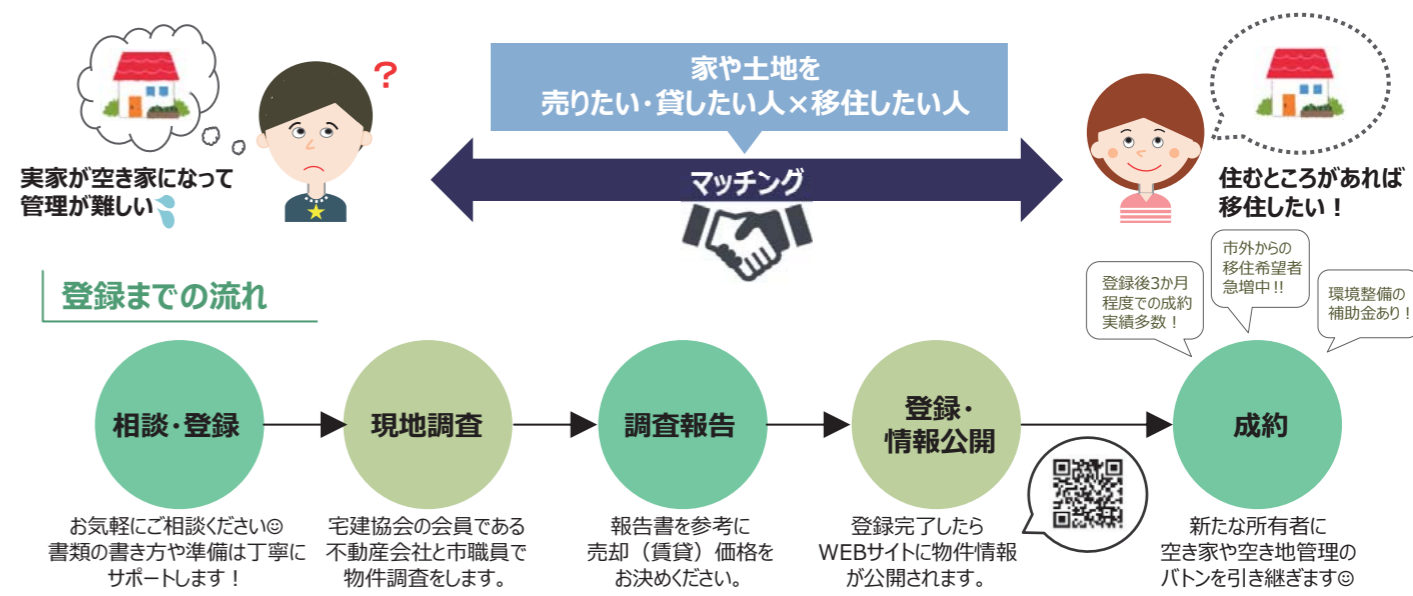 家や土地を
売りたい・貸したい人×移住したい人
マッチング
?
実家が空き家になって
管理が難しい
住むところがあれば
移住したい！
登録までの流れ
登録後3か月
程度での成約
実績多数！
市外からの
移住希望者
急増中!!
環境整備の
補助金あり！
相談・登録
現地調査
調査報告
登録・
情報公開
成約
お気軽にご相談ください☺
書類の書き方や準備は丁寧に
サポートします！
宅建協会の会員である
不動産会社と市職員で
物件調査をします。
報告書を参考に
売却（賃貸）価格を
お決めください。
登録完了したら
WEBサイトに物件情報
が公開されます。
新たな所有者に
空き家や空き地管理の
バトンを引き継ぎます☺